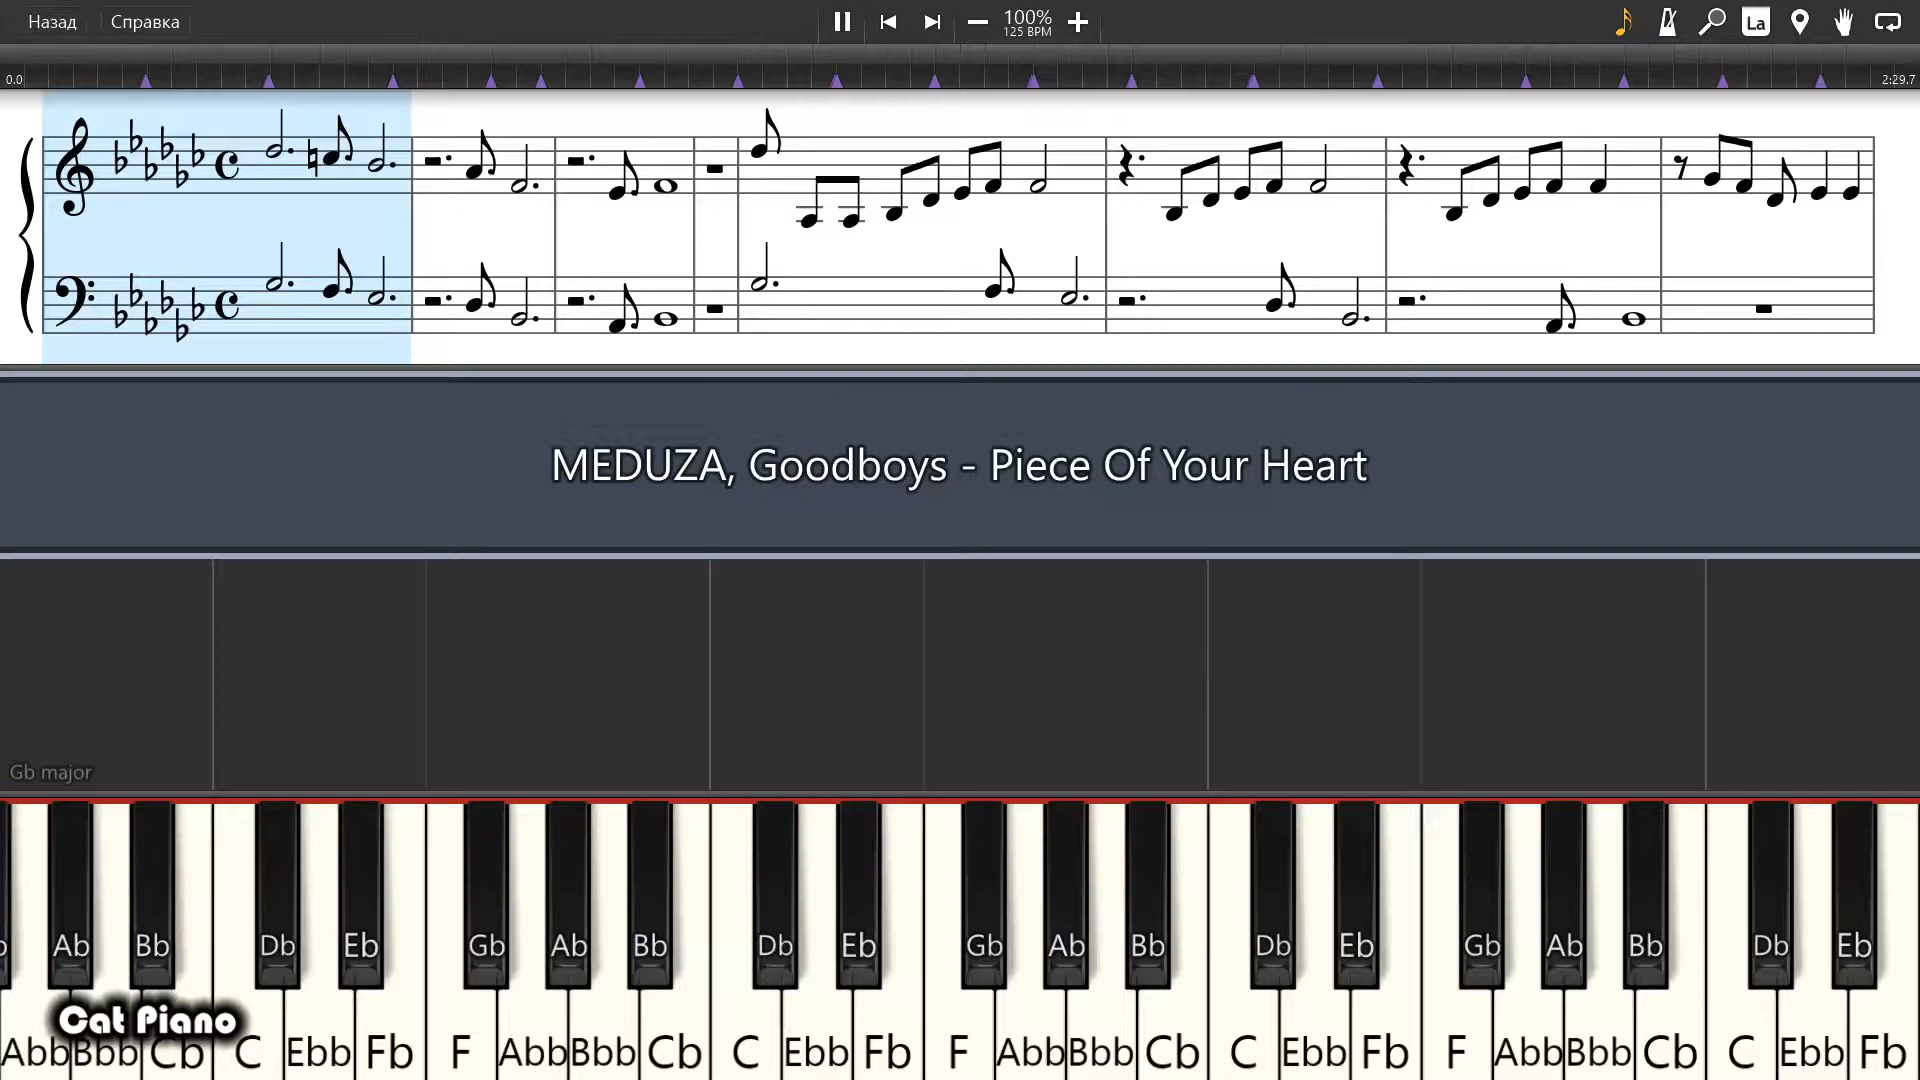 Назад Справка 100%
125 BPM La
0.0 2:29.7
MEDUZA, Goodboys - Piece Of Your Heart
Gb major
Ab Bb Db Eb Gb Ab Bb Db Eb Gb Ab Bb Db Eb Gb Ab Bb Db Eb
Cat Piano
Abb Bbb Cb C Ebb Fb F Abb Bbb Cb C Ebb Fb F Abb Bbb Cb C Ebb Fb F Abb Bbb Cb C Ebb Fb